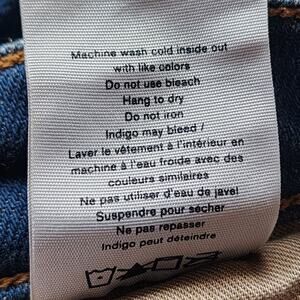 Machine wash cold inside out
with like colors
Do not use bleach
Hang to dry
Do not iron
Indigo may bleed /
Laver le vêtement à l'intérieur en
machine à l'eau froide avec des
couleurs similaires
Ne pas utiliser d'eau de javel
Suspendre pour sécher
Ne pas repasser
Indigo peut déteindre